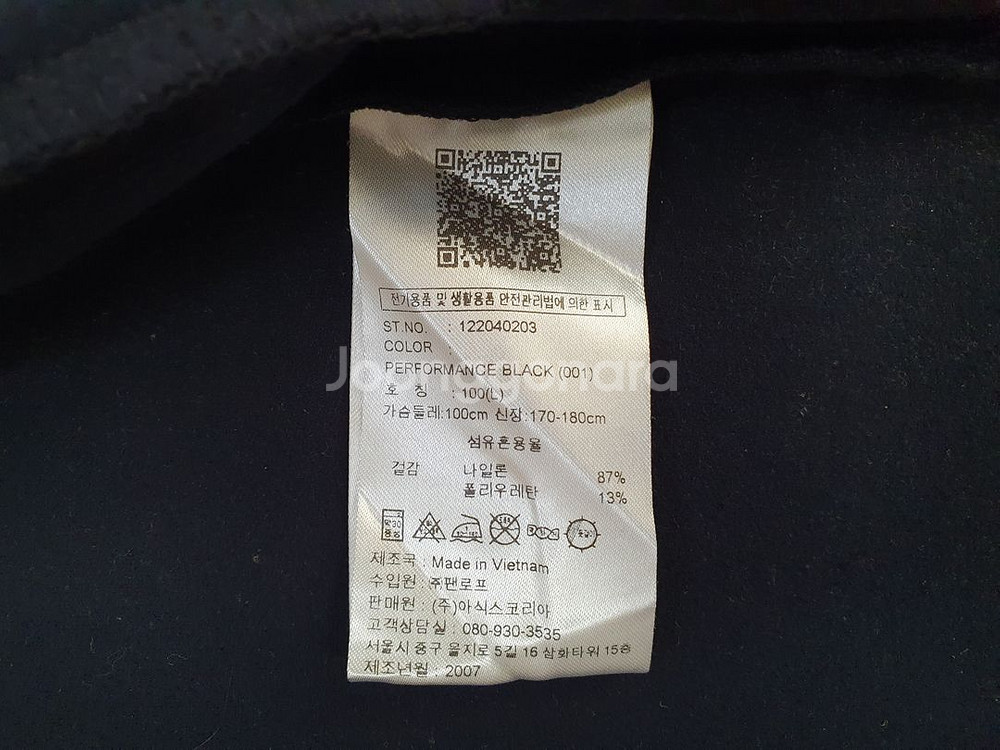 전기용품 및 생활용품 안전관리법에 의한 표시
ST.NO. : 122040203
COLOR :
PERFORMANCE BLACK (001)
Joonggonara
호 칭 : 100(L)
가슴둘레:100cm 신장:170-180cm
섬유혼용율
겉감 나일론 87%
폴리우레탄 13%
제조국 : Made in Vietnam
수입원 : ㈜팬로프
판매원 : (주)아식스코리아
고객상담실 : 080-930-3535
서울시 중구 을지로 5길 16 삼화타워 15층
제조년월 : 2007